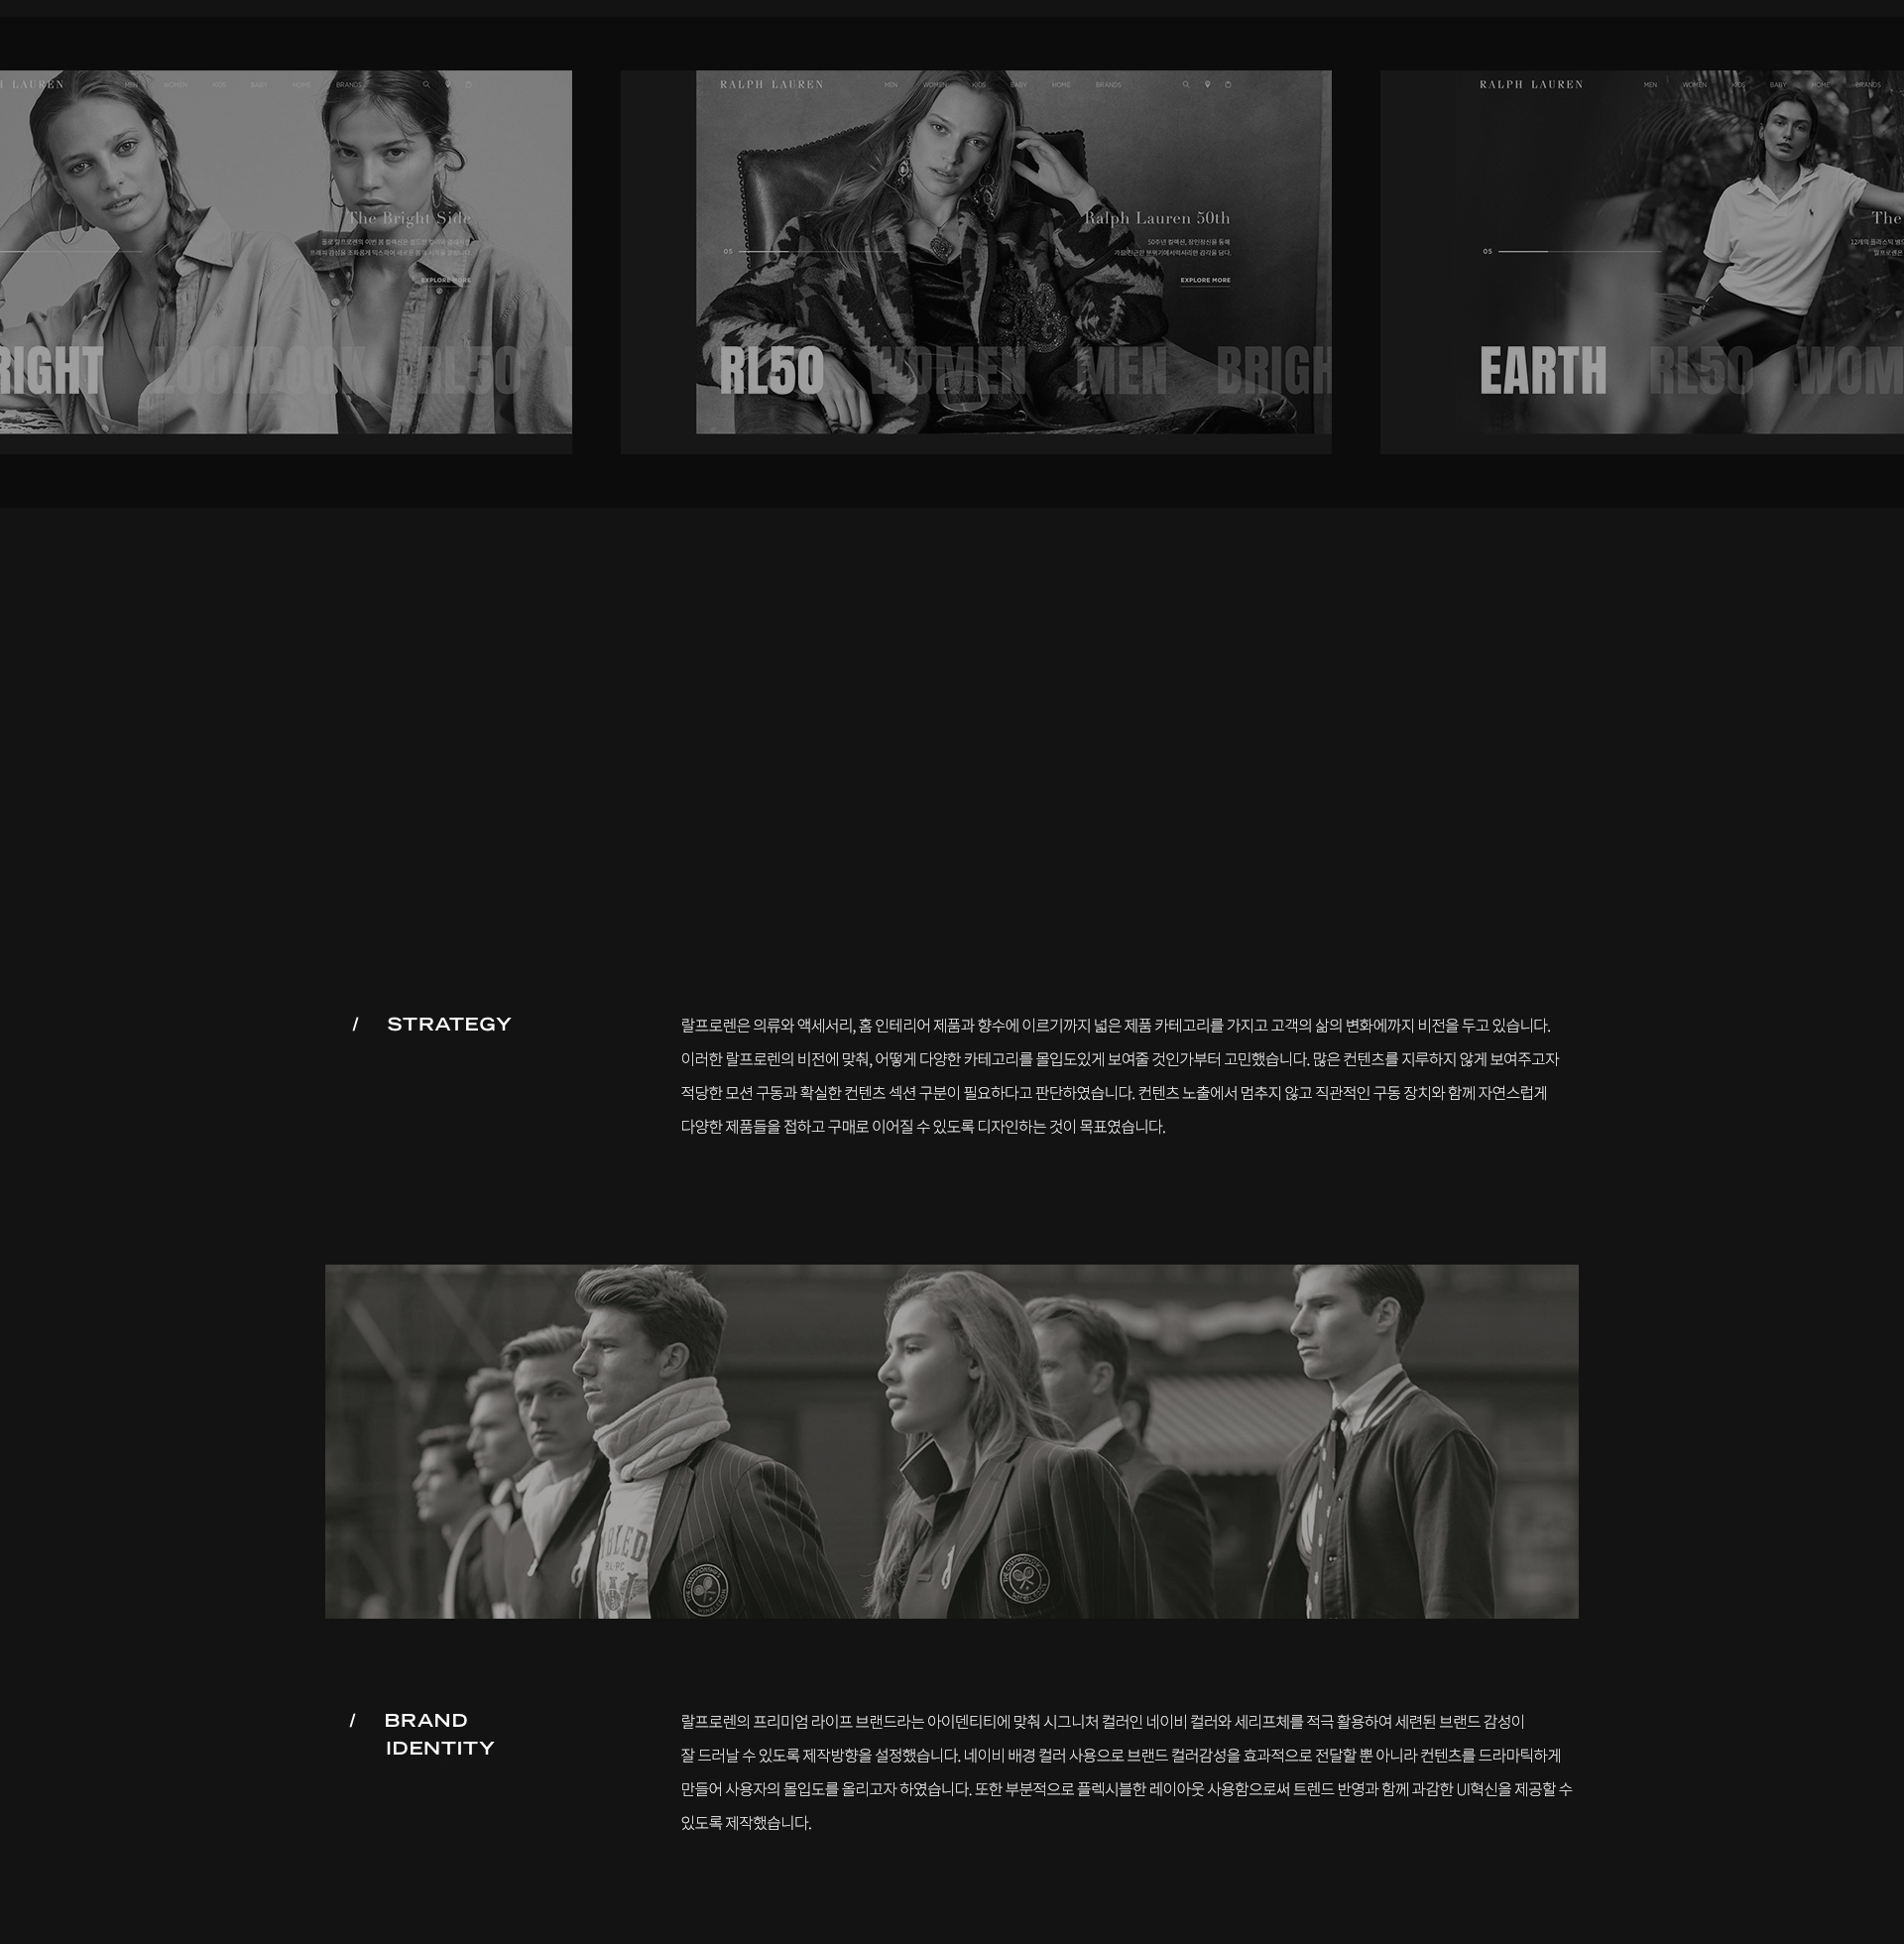 LAUREN
MEN WOMEN KIDS BABY HOME BRANDS
The Bright Side
EXPLORE MORE
RIGHT LOOKBOOK RL50
RALPH LAUREN
MEN WOMEN KIDS BABY HOME BRANDS
Ralph Lauren 50th
50주년 컬렉션, 장인정신을 통해
05
EXPLORE MORE
RL50 WOMEN MEN BRIGH
RALPH LAUREN
MEN WOMEN KIDS BABY HOME BRANDS
The
05
EARTH RL50 WOM
/ STRATEGY
랄프로렌은 의류와 액세서리, 홈 인테리어 제품과 향수에 이르기까지 넓은 제품 카테고리를 가지고 고객의 삶의 변화에까지 비전을 두고 있습니다.
이러한 랄프로렌의 비전에 맞춰, 어떻게 다양한 카테고리를 몰입도있게 보여줄 것인가부터 고민했습니다. 많은 컨텐츠를 지루하지 않게 보여주고자
적당한 모션 구동과 확실한 컨텐츠 섹션 구분이 필요하다고 판단하였습니다. 컨텐츠 노출에서 멈추지 않고 직관적인 구동 장치와 함께 자연스럽게
다양한 제품들을 접하고 구매로 이어질 수 있도록 디자인하는 것이 목표였습니다.
/ BRAND
IDENTITY
랄프로렌의 프리미엄 라이프 브랜드라는 아이덴티티에 맞춰 시그니처 컬러인 네이비 컬러와 세리프체를 적극 활용하여 세련된 브랜드 감성이
잘 드러날 수 있도록 제작방향을 설정했습니다. 네이비 배경 컬러 사용으로 브랜드 컬러감성을 효과적으로 전달할 뿐 아니라 컨텐츠를 드라마틱하게
만들어 사용자의 몰입도를 올리고자 하였습니다. 또한 부분적으로 플렉시블한 레이아웃 사용함으로써 트렌드 반영과 함께 과감한 UI혁신을 제공할 수
있도록 제작했습니다.